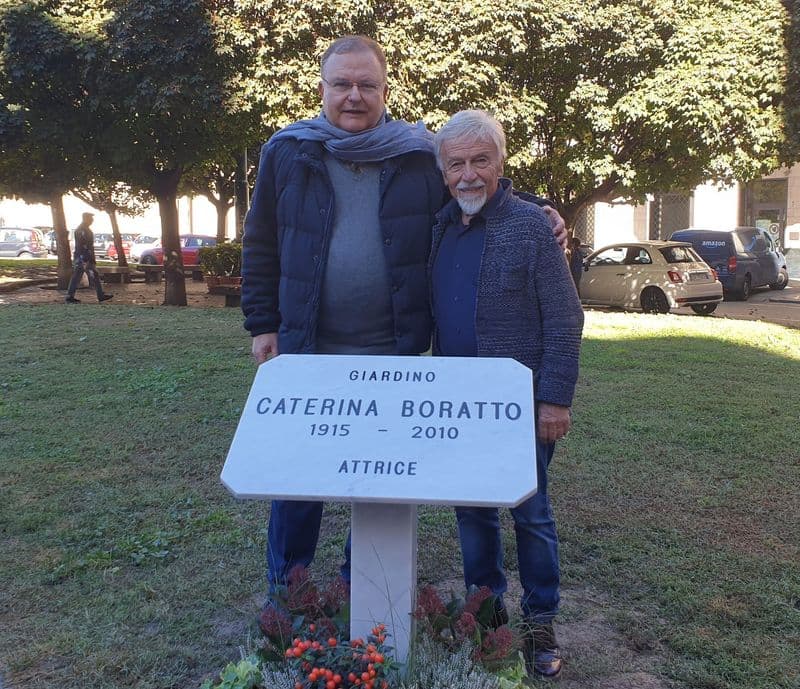 GIARDINO
CATERINA BORATTO
1915 - 2010
ATTRICE
amazon